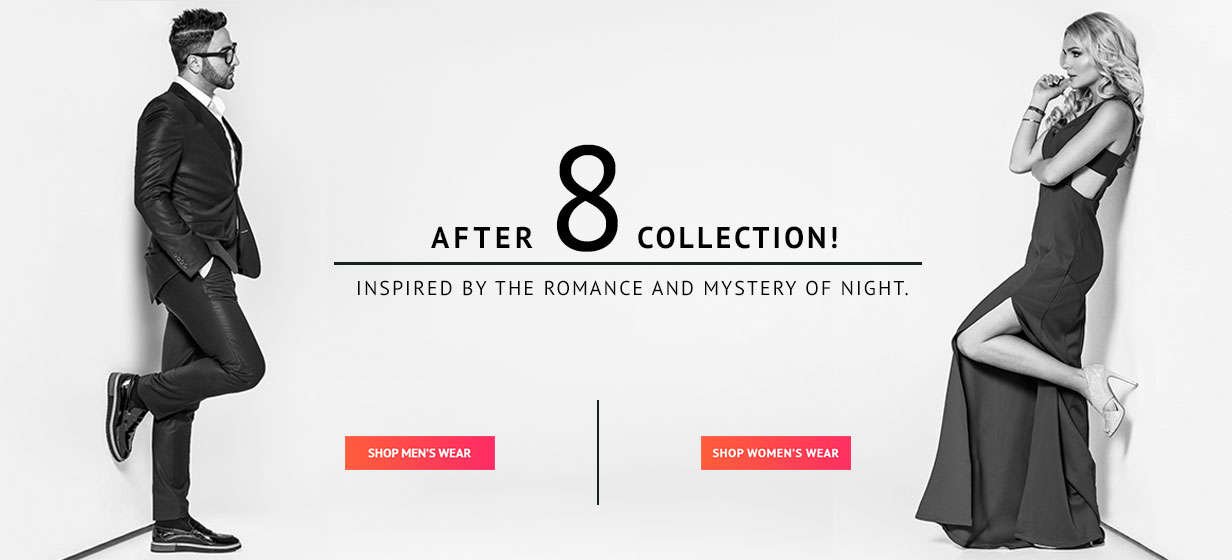 AFTER 8 COLLECTION!
INSPIRED BY THE ROMANCE AND MYSTERY OF NIGHT.
SHOP MEN'S WEAR
SHOP WOMEN'S WEAR